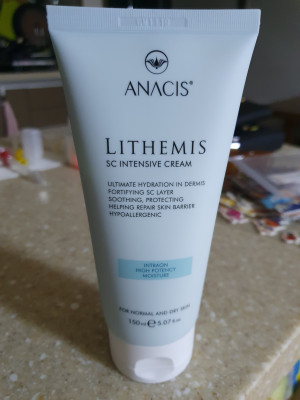 ANACIS®
LITHEMIS
SC INTENSIVE CREAM
ULTIMATE HYDRATION IN DERMIS
FORTIFYING SC LAYER
SOOTHING, PROTECTING
HELPING REPAIR SKIN BARRIER
HYPOALLERGENIC
INTRAON
HIGH POTENCY
MOISTURE
FOR NORMAL AND DRY SKIN
150ml ℮ 5.07fl.oz